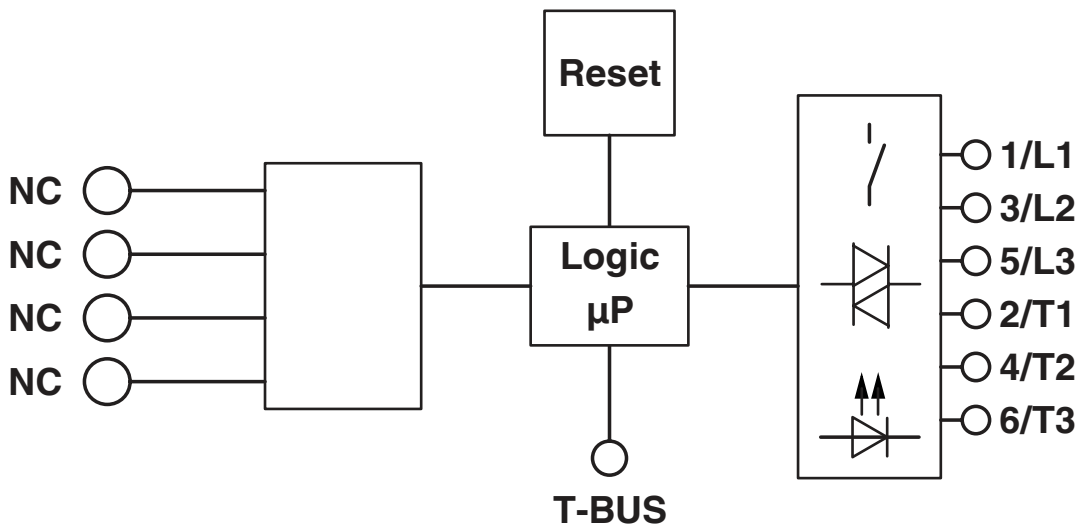 Reset
NC
NC
NC
NC
Logic
µP
T-BUS
1/L1
3/L2
5/L3
2/T1
4/T2
6/T3